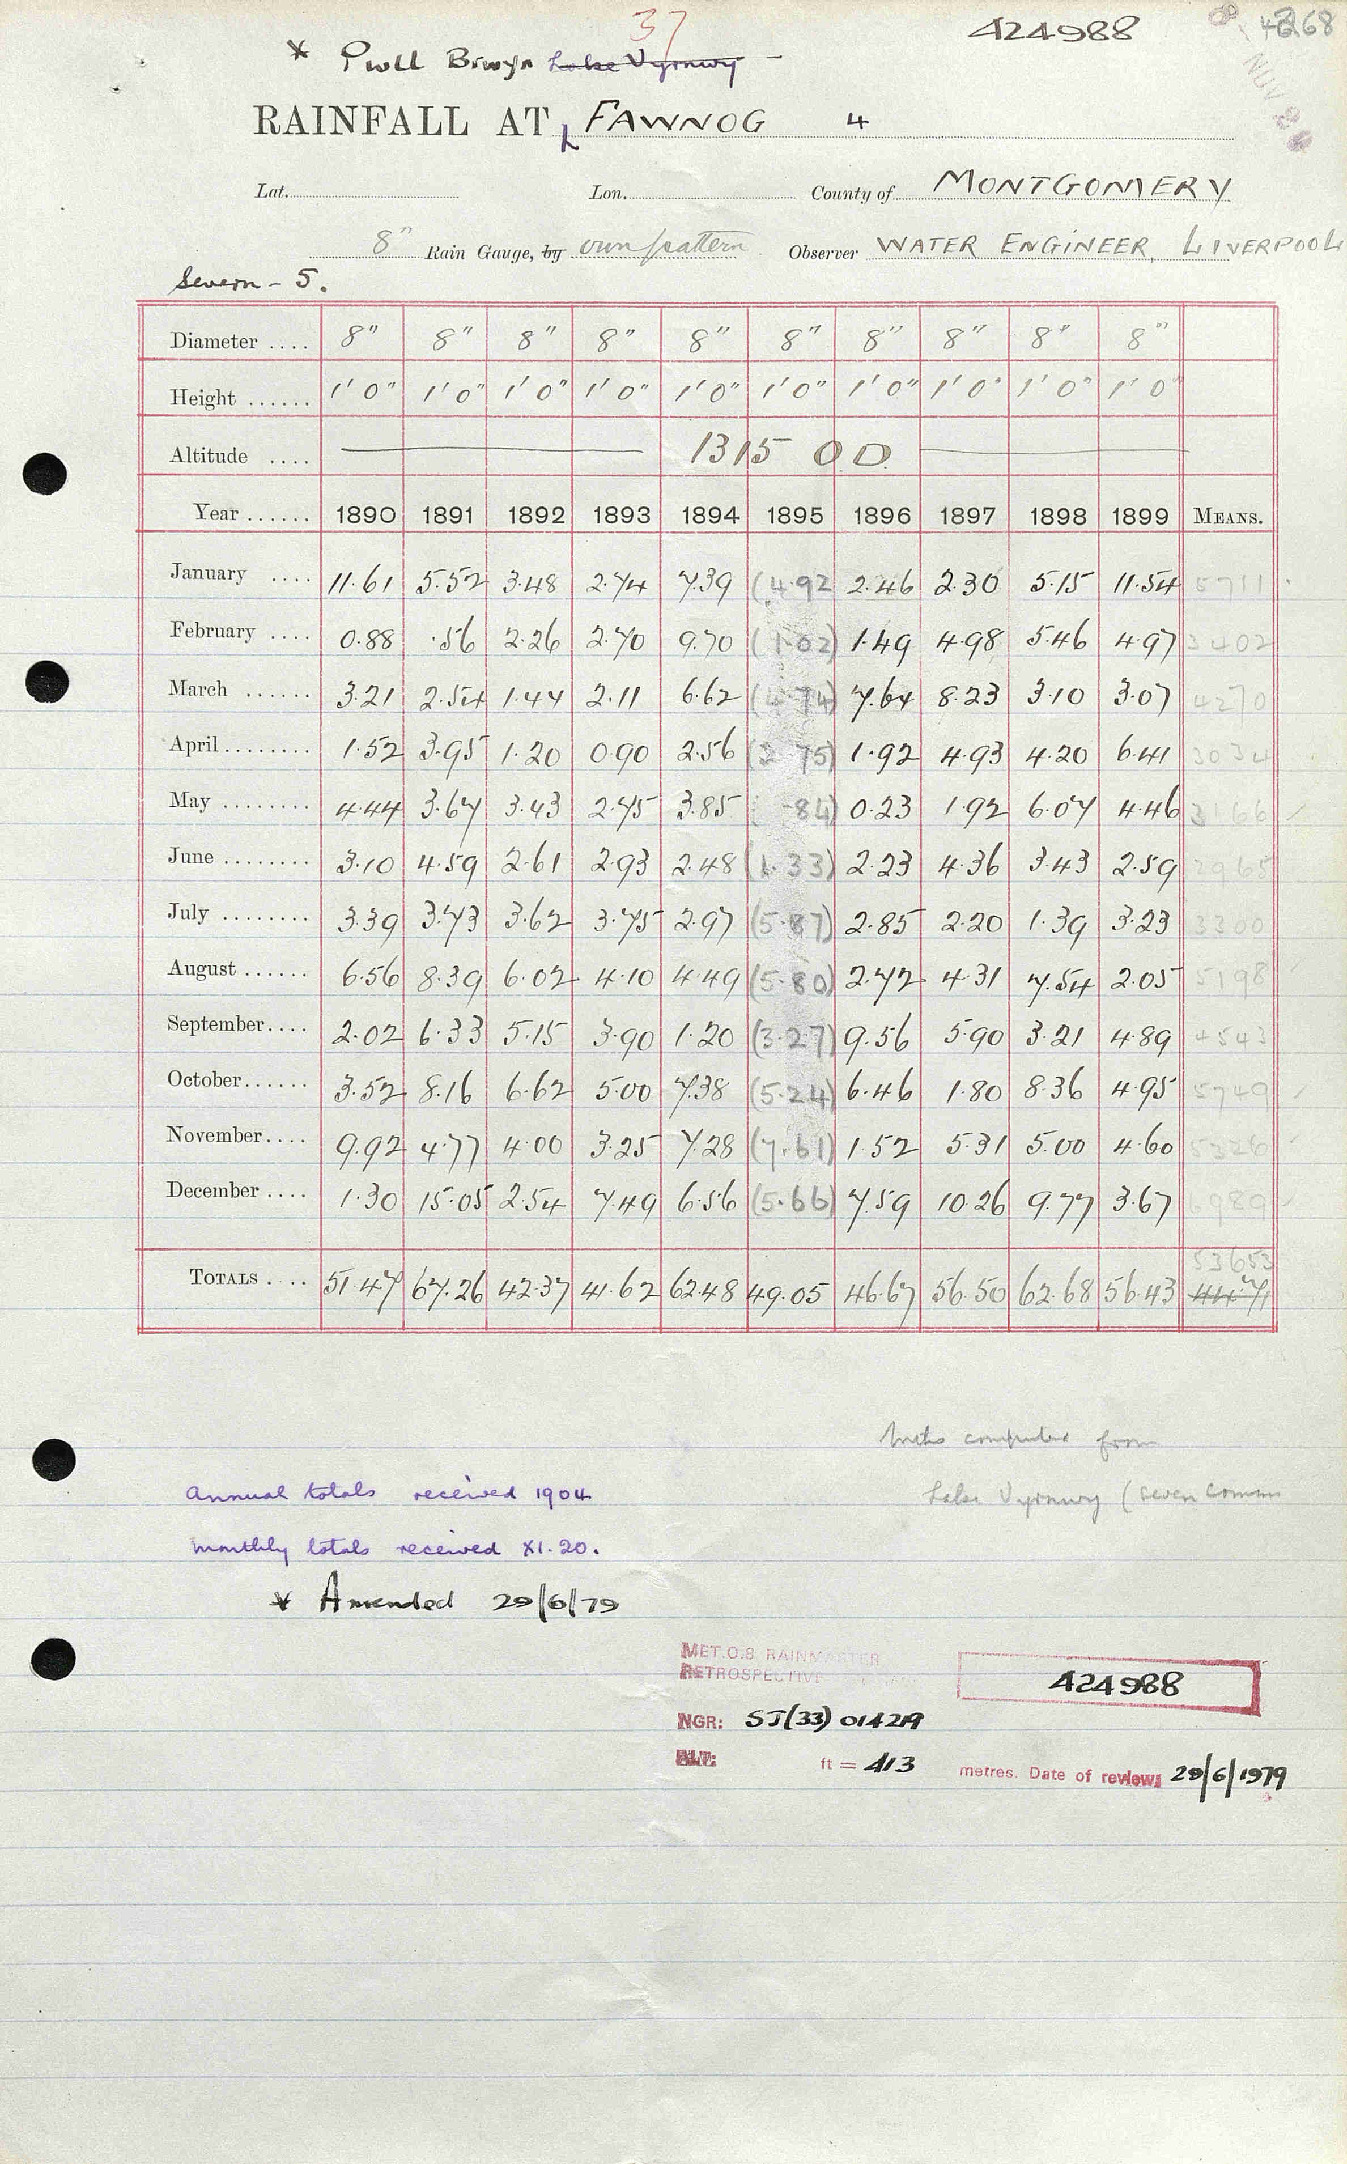 37
424988
4268
* Pwll Brwyn Lake Vyrnwy
NOV 20
RAINFALL AT FAWNOG 4
Lat. Lon. County of MONTGOMERY
8" Rain Gauge, by own pattern Observer WATER ENGINEER, LIVERPOOL
Severn - 5.
Diameter .... 8" 8" 8" 8" 8" 8" 8" 8" 8" 8"
Height ...... 1' 0" 1' 0" 1' 0" 1' 0" 1' 0" 1' 0" 1' 0" 1' 0" 1' 0" 1' 0"
Altitude .... 1315 O.D.
Year ...... 1890 1891 1892 1893 1894 1895 1896 1897 1898 1899 MEANS.
January .... 11.61 5.52 3.48 2.74 7.39 (4.92 2.46 2.30 5.15 11.54 5711
February .... 0.88 .56 2.26 2.70 9.70 (1.02) 1.49 4.98 5.46 4.97 3402
March ...... 3.21 2.54 1.44 2.11 6.62 (4.74) 7.64 8.23 3.10 3.07 4270
April ........ 1.52 3.95 1.20 0.90 2.56 (2.75) 1.92 4.93 4.20 6.41 3034
May ........ 4.44 3.67 3.43 2.75 3.85 .84) 0.23 1.92 6.07 4.46 3166
June ........ 3.10 4.59 2.61 2.93 2.48 (1.33) 2.23 4.36 3.43 2.59 2965
July ........ 3.39 3.73 3.62 3.75 2.97 (5.87) 2.85 2.20 1.39 3.23 3300
August ...... 6.56 8.39 6.02 4.10 4.49 (5.80) 2.72 4.31 7.54 2.05 5198
September.... 2.02 6.33 5.15 3.90 1.20 (3.27) 9.56 5.90 3.21 4.89 4543
October...... 3.52 8.16 6.62 5.00 7.38 (5.24) 6.46 1.80 8.36 4.95 5749
November.... 9.92 4.77 4.00 3.25 7.28 (7.61) 1.52 5.31 5.00 4.60 5326
December .... 1.30 15.05 2.54 7.49 6.56 (5.66) 7.59 10.26 9.77 3.67 6989
53653
TOTALS .... 51.47 67.26 42.37 41.62 62.48 49.05 46.67 56.50 62.68 56.43 44.71
Mths computed from
Lake Vyrnwy (Severn Comm
Annual totals received 1904
Monthly totals received XI.20.
* Amended 29/6/79
MET.O.8 RAINMASTER
RETROSPECTIVE
424988
NGR: SJ(33) 014219
ALT: ft = 413 metres. Date of review: 29/6/1979